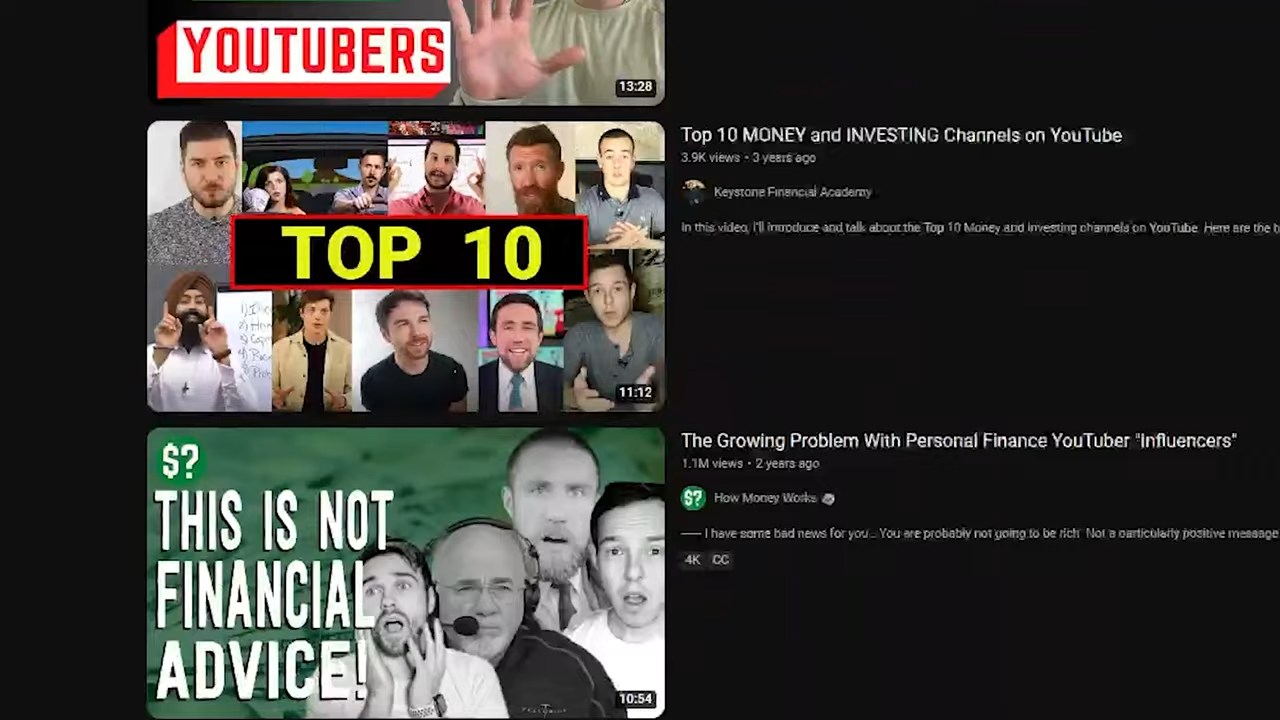 YOUTUBERS
13:28
TOP 10
11:12
Top 10 MONEY and INVESTING Channels on YouTube
3.9K views • 3 years ago
Keystone Financial Academy
In this video, I'll introduce and talk about the Top 10 Money and Investing channels on YouTube. Here are the
$?
THIS IS NOT
FINANCIAL
ADVICE!
10:54
The Growing Problem With Personal Finance YouTuber "Influencers"
1.1M views • 2 years ago
$?
How Money Works
—— I have some bad news for you... You are probably not going to be rich. Not a particularly positive message
4K CC